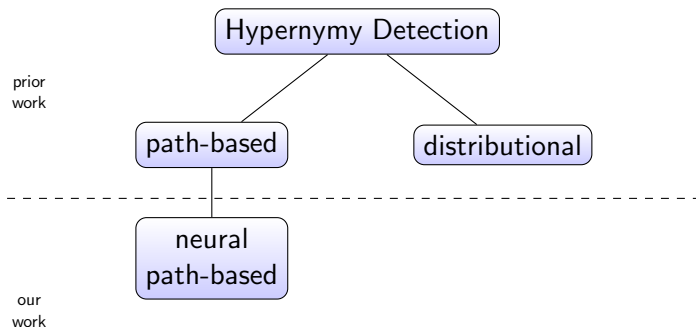 Hypernymy Detection
prior
work
path-based
distributional
neural
path-based
our
work